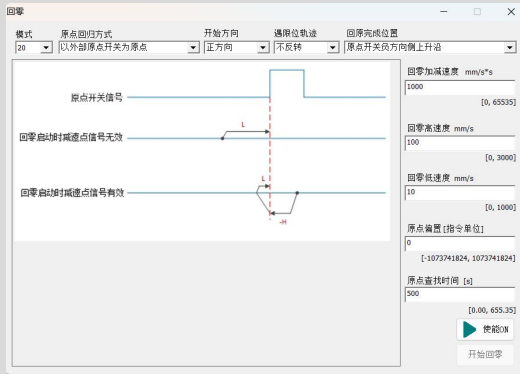 回零
模式 原点回归方式 开始方向 遇限位轨迹 回原完成位置
20 以外部原点开关为原点 正方向 不反转 原点开关负方向侧上升沿
原点开关信号
L
回零启动时减速点信号无效
L
回零启动时减速点信号有效
-H
回零加减速度 mm/s*s
1000
[0, 65535]
回零高速度 mm/s
100
[0, 3000]
回零低速度 mm/s
10
[0, 1000]
原点偏置[指令单位]
0
[-1073741824, 1073741824]
原点查找时间 [s]
500
[0.00, 655.35]
使能ON
开始回零